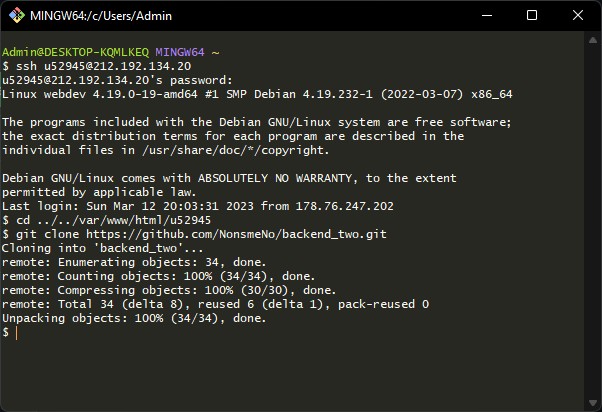 MINGW64:/c/Users/Admin
Admin@DESKTOP-KQMLKEQ MINGW64 ~
$ ssh u52945@212.192.134.20
u52945@212.192.134.20's password:
Linux webdev 4.19.0-19-amd64 #1 SMP Debian 4.19.232-1 (2022-03-07) x86_64
The programs included with the Debian GNU/Linux system are free software;
the exact distribution terms for each program are described in the
individual files in /usr/share/doc/*/copyright.
Debian GNU/Linux comes with ABSOLUTELY NO WARRANTY, to the extent
permitted by applicable law.
Last login: Sun Mar 12 20:03:31 2023 from 178.76.247.202
$ cd ../../var/www/html/u52945
$ git clone https://github.com/NonsmeNo/backend_two.git
Cloning into 'backend_two'...
remote: Enumerating objects: 34, done.
remote: Counting objects: 100% (34/34), done.
remote: Compressing objects: 100% (30/30), done.
remote: Total 34 (delta 8), reused 6 (delta 1), pack-reused 0
Unpacking objects: 100% (34/34), done.
$